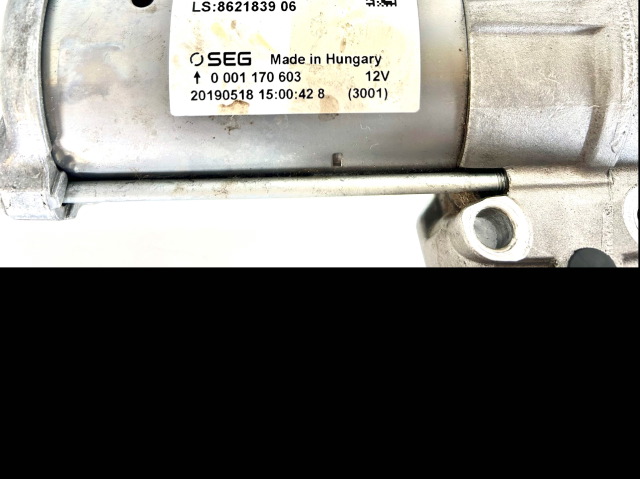 LS:8621839 06
SEG Made in Hungary
↑ 0 001 170 603 12V
20190518 15:00:42 8 (3001)